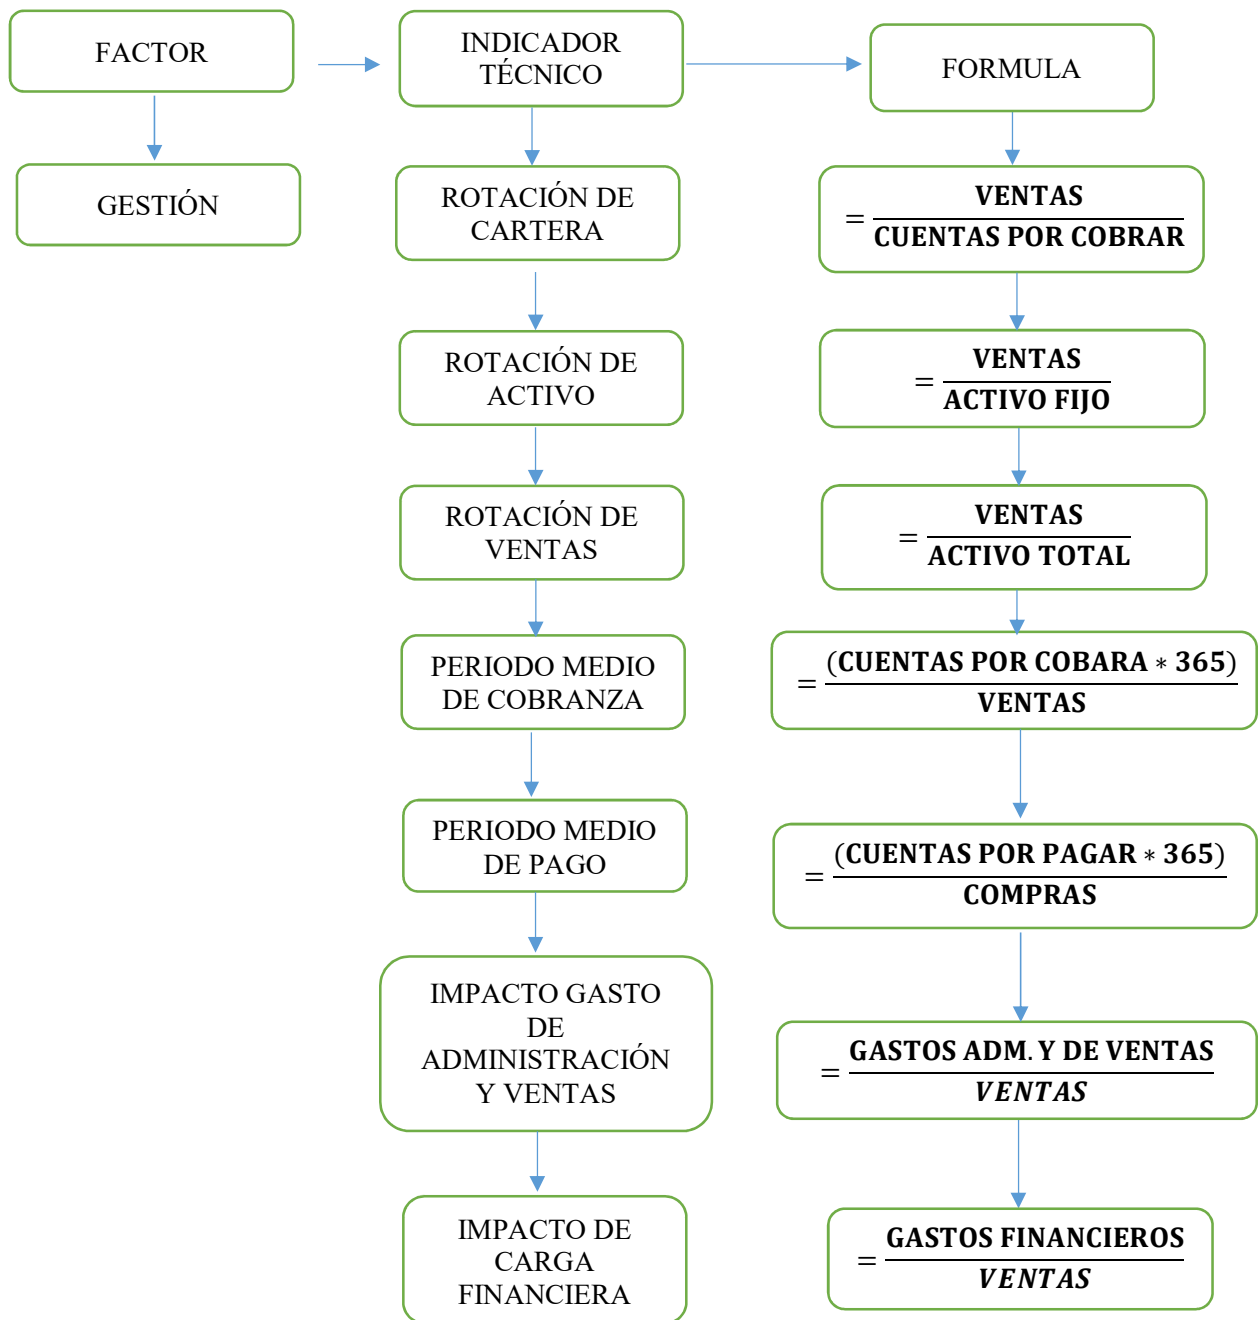 FACTOR
INDICADOR
TÉCNICO
FORMULA
GESTIÓN
ROTACIÓN DE
CARTERA
= VENTAS
CUENTAS POR COBRAR
ROTACIÓN DE
ACTIVO
= VENTAS
ACTIVO FIJO
ROTACIÓN DE
VENTAS
= VENTAS
ACTIVO TOTAL
PERIODO MEDIO
DE COBRANZA
= (CUENTAS POR COBARA * 365)
VENTAS
PERIODO MEDIO
DE PAGO
= (CUENTAS POR PAGAR * 365)
COMPRAS
IMPACTO GASTO
DE
ADMINISTRACIÓN
Y VENTAS
= GASTOS ADM. Y DE VENTAS
VENTAS
IMPACTO DE
CARGA
FINANCIERA
= GASTOS FINANCIEROS
VENTAS